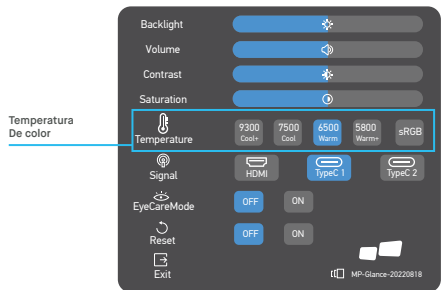 Backlight
Volume
Contrast
Saturation
Temperatura
De color
Temperature
9300 7500 6500 5800 sRGB
Cool+ Cool Warm Warm+
Signal
HDMI TypeC 1 TypeC 2
EyeCareMode
OFF ON
Reset
OFF ON
Exit
MP-Glance-20220818